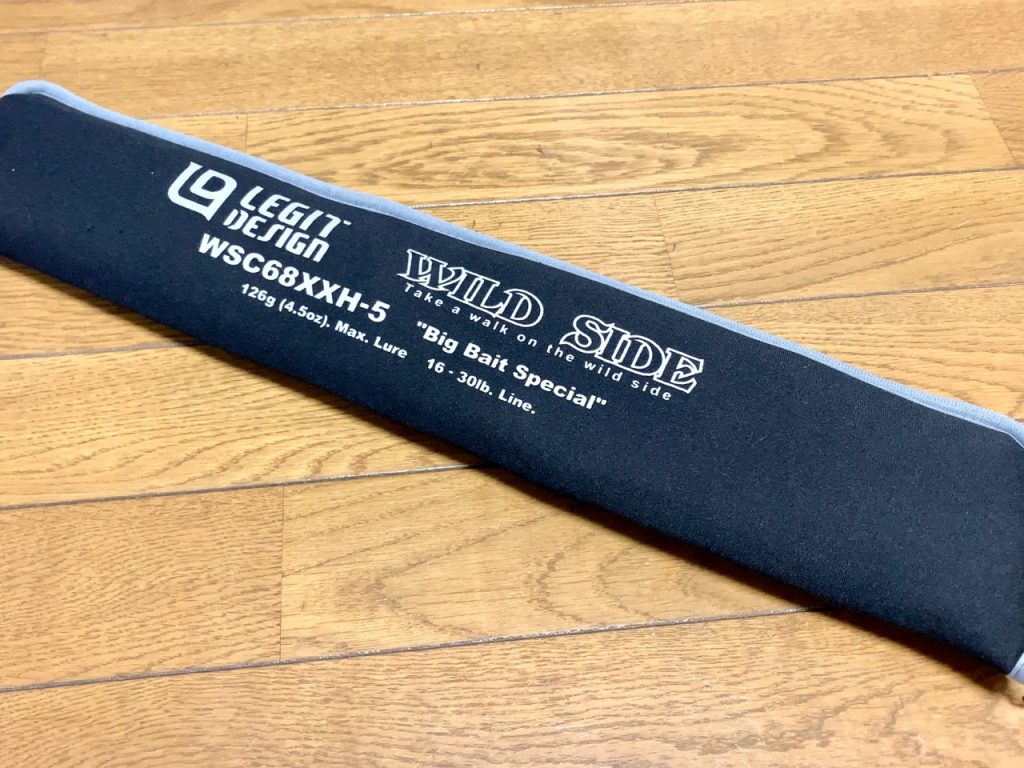 LEGIT™
DESIGN
WSC68XXH-5
126g (4.5oz). Max. Lure
WILD SIDE
Take a walk on the wild side
"Big Bait Special"
16 - 30lb. Line.